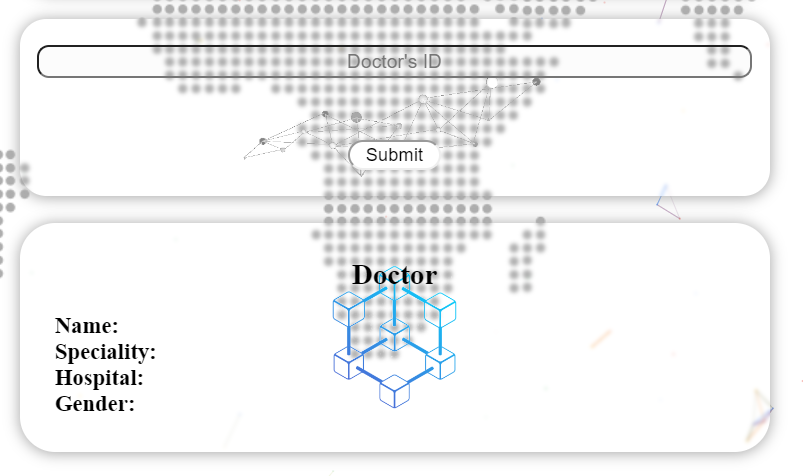 Doctor's ID
Submit
Doctor
Name:
Speciality:
Hospital:
Gender: